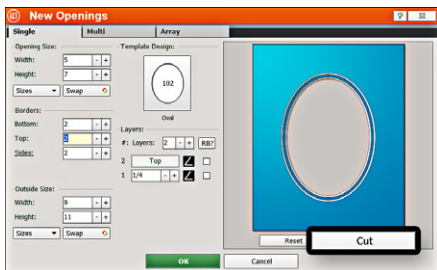 New Openings
?
Single Multi Array
Opening Size:
Width: 5 - +
Height: 7 - +
Sizes Swap
Borders:
Bottom: 2 - +
Top: 2 - +
Sides: 2 - +
Outside Size:
Width: 9 - +
Height: 11 - +
Sizes Swap
Template Design:
102
Oval
Layers:
#: Layers: 2 - + RB?
2 Top
1 1/4 - +
Reset Cut
OK Cancel